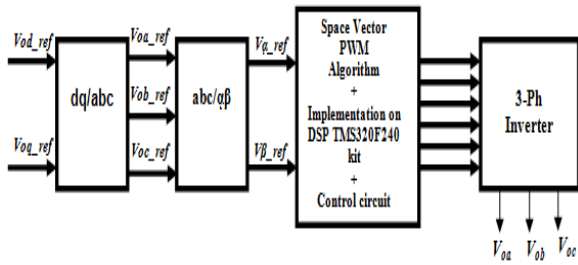 Vod_ref
Voq_ref
dq/abc
Voa_ref
Vob_ref
Voc_ref
abc/αβ
Vα_ref
Vβ_ref
Space Vector
PWM
Algorithm
+
Implementation on
DSP TMS320F240
kit
+
Control circuit
3-Ph
Inverter
Voa
Vob
Voc